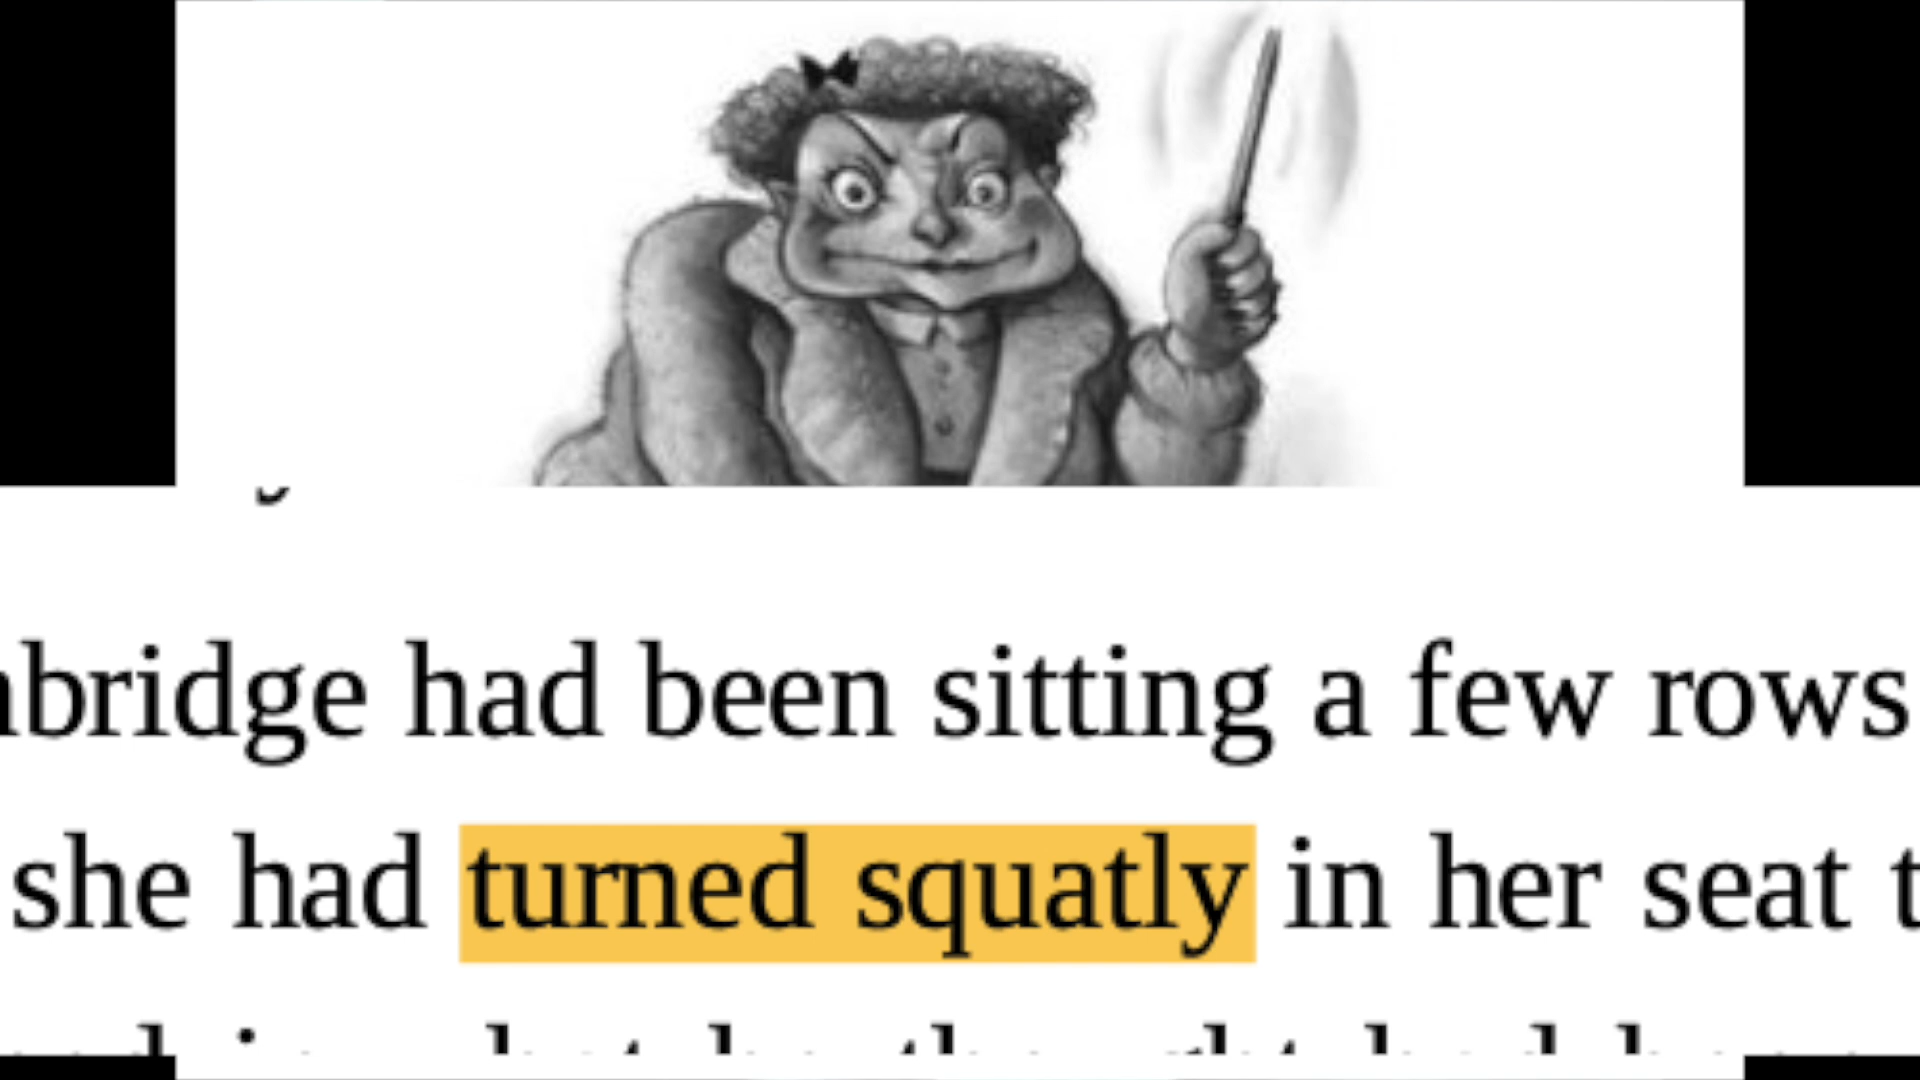 bridge had been sitting a few rows
she had turned squatly in her seat t